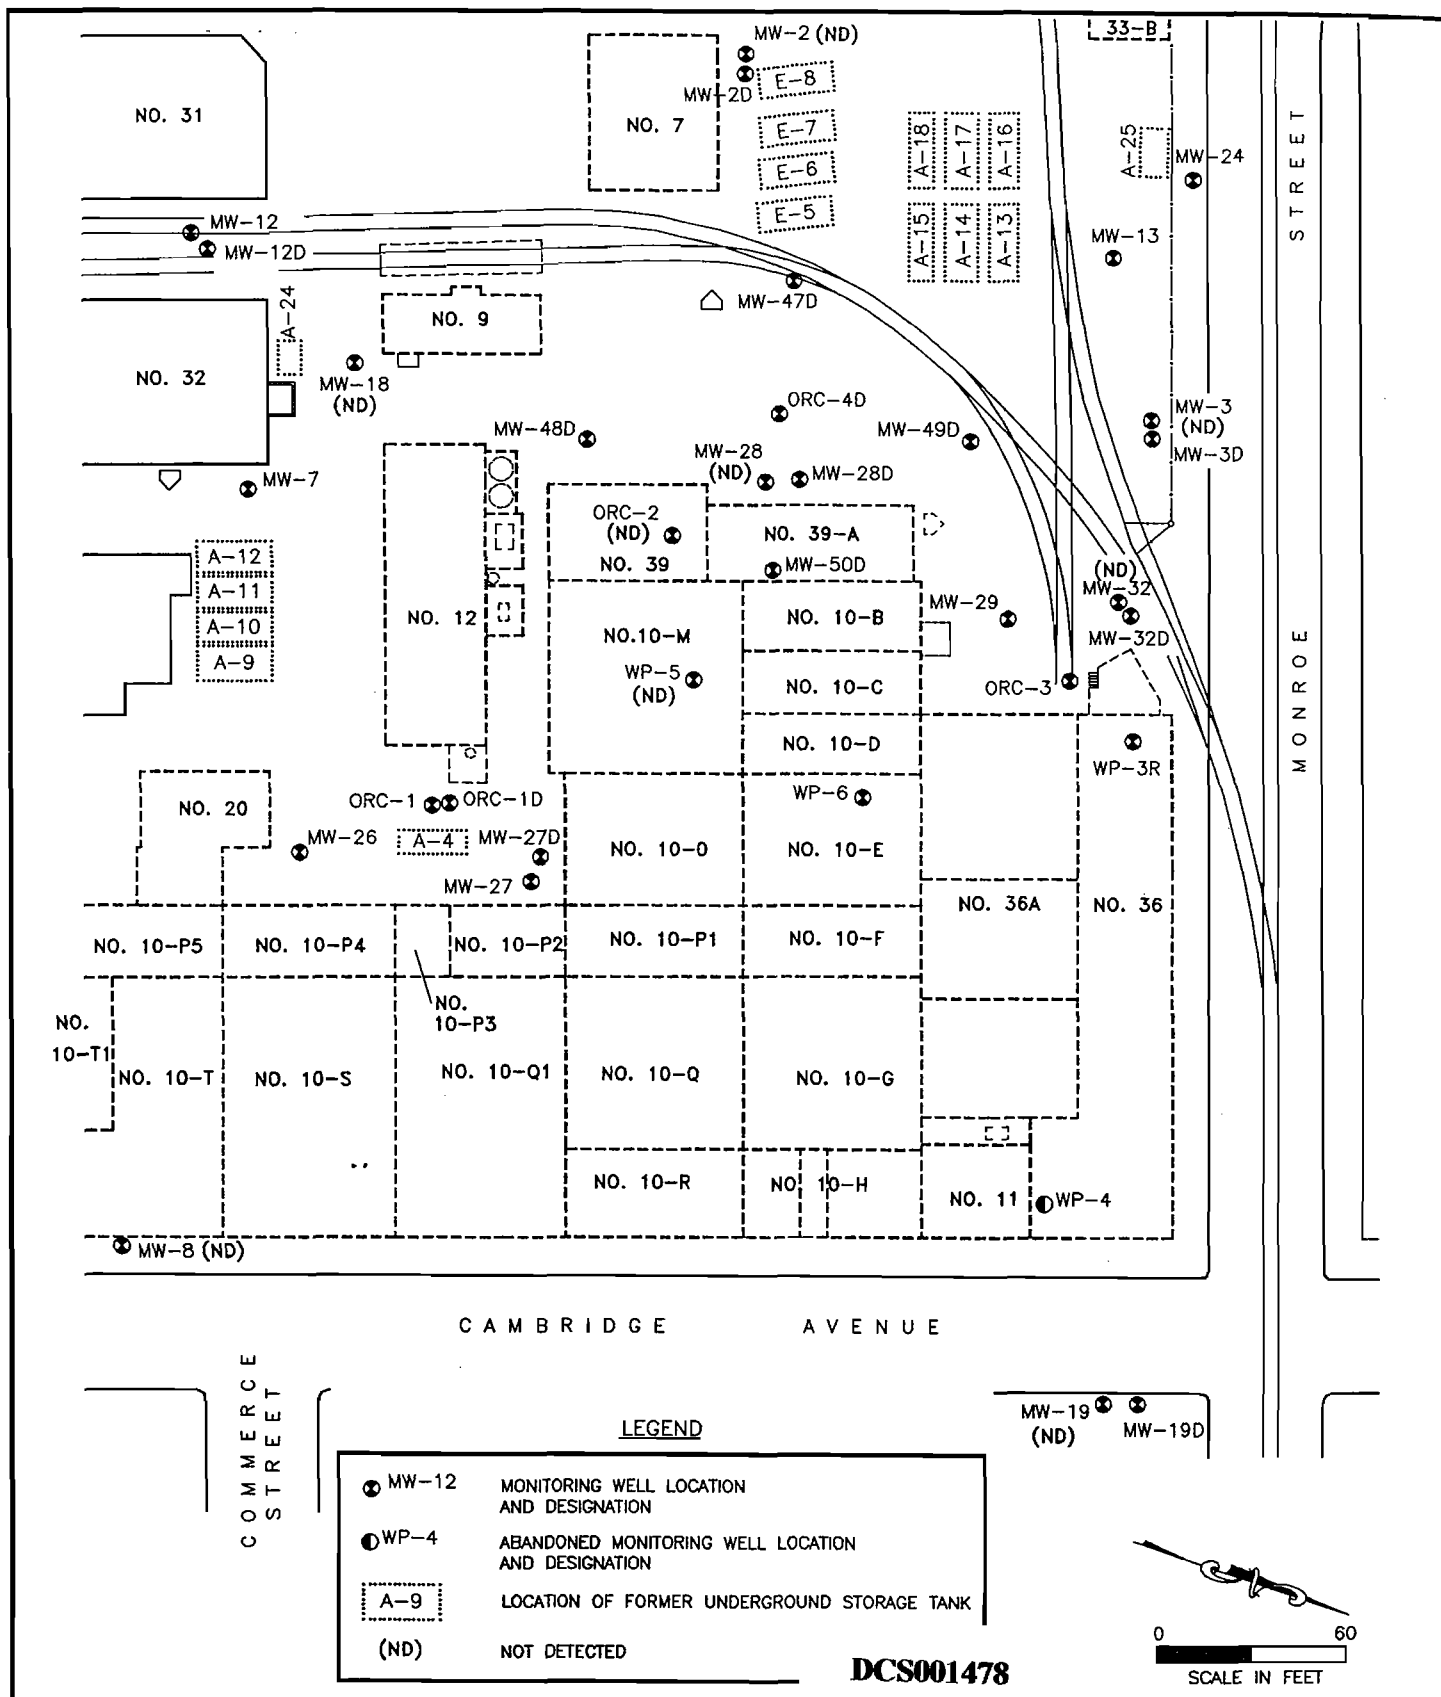 33-B
MW-2 (ND)
MW-2D
E-8
NO. 31
NO. 7
E-7
E-6
E-5
A-18
A-17
A-16
A-25
MW-24
STREET
A-15
A-14
A-13
MW-12
MW-12D
MW-13
MW-47D
A-24
NO. 9
NO. 32
MW-18
(ND)
ORC-4D
MW-48D
MW-49D
MW-3
(ND)
MW-3D
MW-28
(ND)
MW-28D
MW-7
ORC-2
(ND)
NO. 39
NO. 39-A
MW-50D
A-12
A-11
A-10
A-9
NO. 12
NO.10-M
NO. 10-B
MW-29
(ND)
MW-32
MW-32D
MONROE
WP-5
(ND)
NO. 10-C
ORC-3
NO. 10-D
WP-3R
NO. 20
ORC-1
ORC-1D
WP-6
MW-26
A-4
MW-27D
MW-27
NO. 10-O
NO. 10-E
NO. 36A
NO. 36
NO. 10-P5
NO. 10-P4
NO. 10-P2
NO. 10-P1
NO. 10-F
NO.
10-P3
NO.
10-T1
NO. 10-T
NO. 10-S
NO. 10-Q1
NO. 10-Q
NO. 10-G
NO. 10-R
NO. 10-H
NO. 11
WP-4
MW-8 (ND)
CAMBRIDGE AVENUE
COMMERCE
STREET
MW-19
(ND)
MW-19D
LEGEND
MW-12 MONITORING WELL LOCATION
AND DESIGNATION
WP-4 ABANDONED MONITORING WELL LOCATION
AND DESIGNATION
A-9 LOCATION OF FORMER UNDERGROUND STORAGE TANK
(ND) NOT DETECTED
0 60
SCALE IN FEET
DCS001478